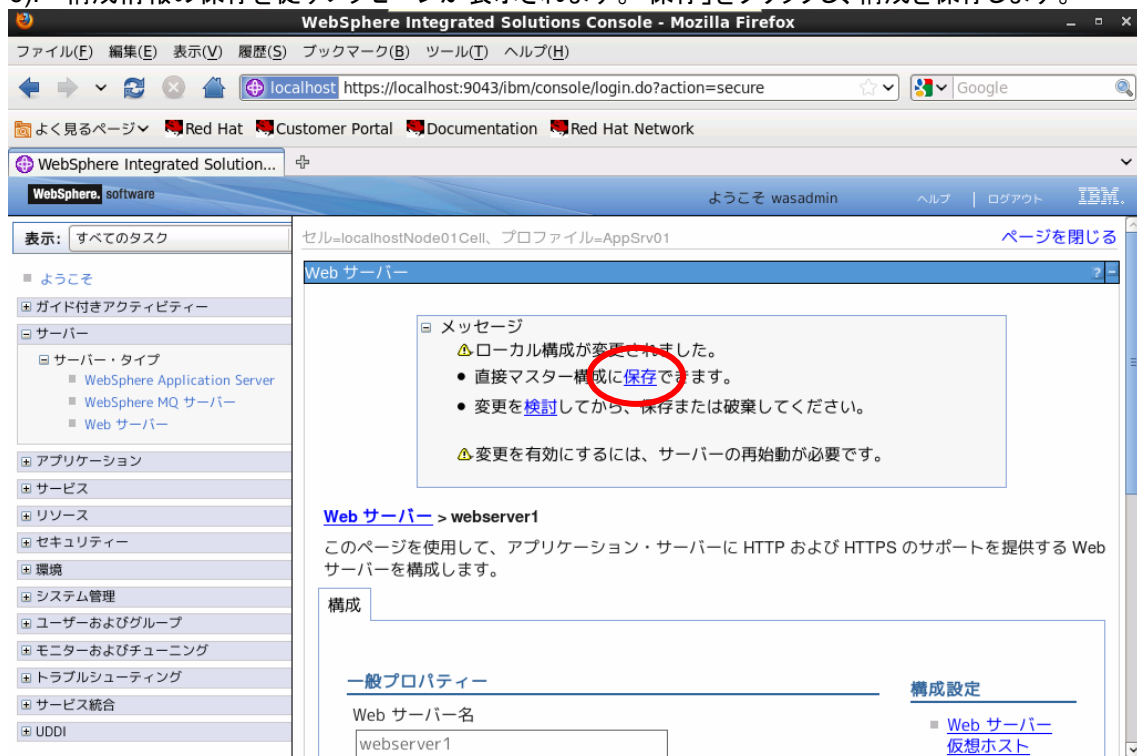 WebSphere Integrated Solutions Console - Mozilla Firefox
ファイル(F) 編集(E) 表示(V) 履歴(S) ブックマーク(B) ツール(T) ヘルプ(H)
localhost https://localhost:9043/ibm/console/login.do?action=secure Google
よく見るページ Red Hat Customer Portal Documentation Red Hat Network
WebSphere Integrated Solution...
WebSphere. software ようこそ wasadmin ヘルプ | ログアウト IBM.
表示: すべてのタスク
ようこそ
ガイド付きアクティビティー
サーバー
サーバー・タイプ
WebSphere Application Server
WebSphere MQ サーバー
Web サーバー
アプリケーション
サービス
リソース
セキュリティー
環境
システム管理
ユーザーおよびグループ
モニターおよびチューニング
トラブルシューティング
サービス統合
UDDI
セル=localhostNode01Cell、プロファイル=AppSrv01 ページを閉じる
Web サーバー ? -
メッセージ
ローカル構成が変更されました。
直接マスター構成に保存できます。
変更を検討してから、保存または破棄してください。
変更を有効にするには、サーバーの再始動が必要です。
Web サーバー > webserver1
このページを使用して、アプリケーション・サーバーに HTTP および HTTPS のサポートを提供する Web
サーバーを構成します。
構成
一般プロパティー
Web サーバー名
webserver1
構成設定
Web サーバー
仮想ホスト